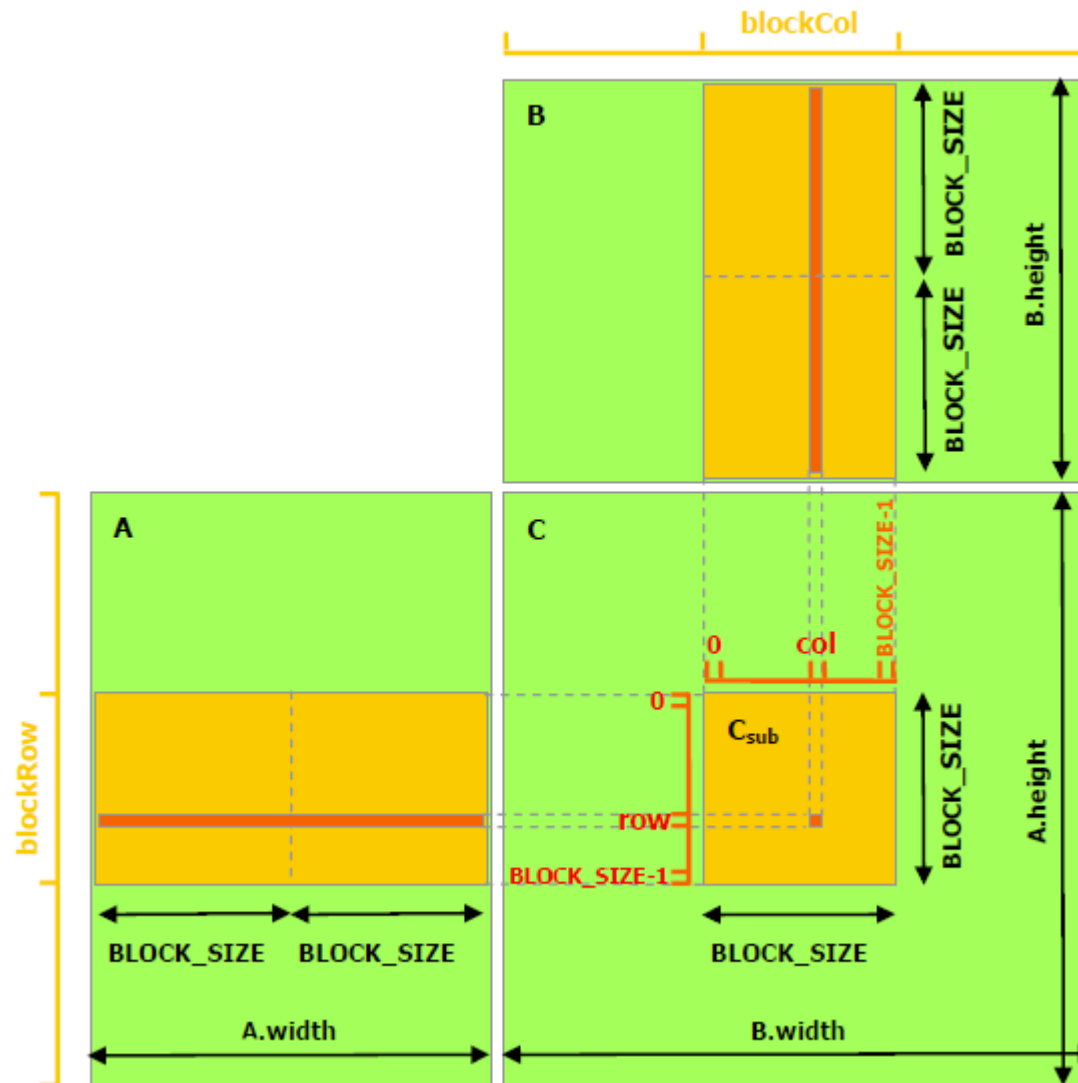 blockCol
B
BLOCK_SIZE
BLOCK_SIZE
B.height
A
C
BLOCK_SIZE-1
0
col
0
Csub
blockRow
row
BLOCK_SIZE-1
BLOCK_SIZE
A.height
BLOCK_SIZE
BLOCK_SIZE
BLOCK_SIZE
A.width
B.width